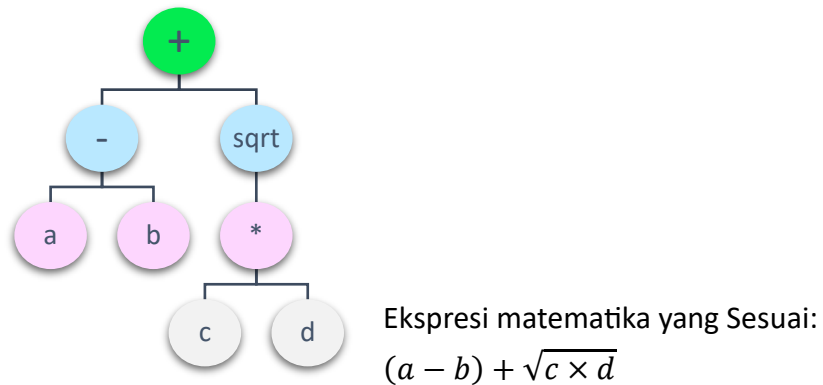 +
- sqrt
a b *
c d
Ekspresi matematika yang Sesuai:
(𝑎 − 𝑏) + √𝑐 × 𝑑